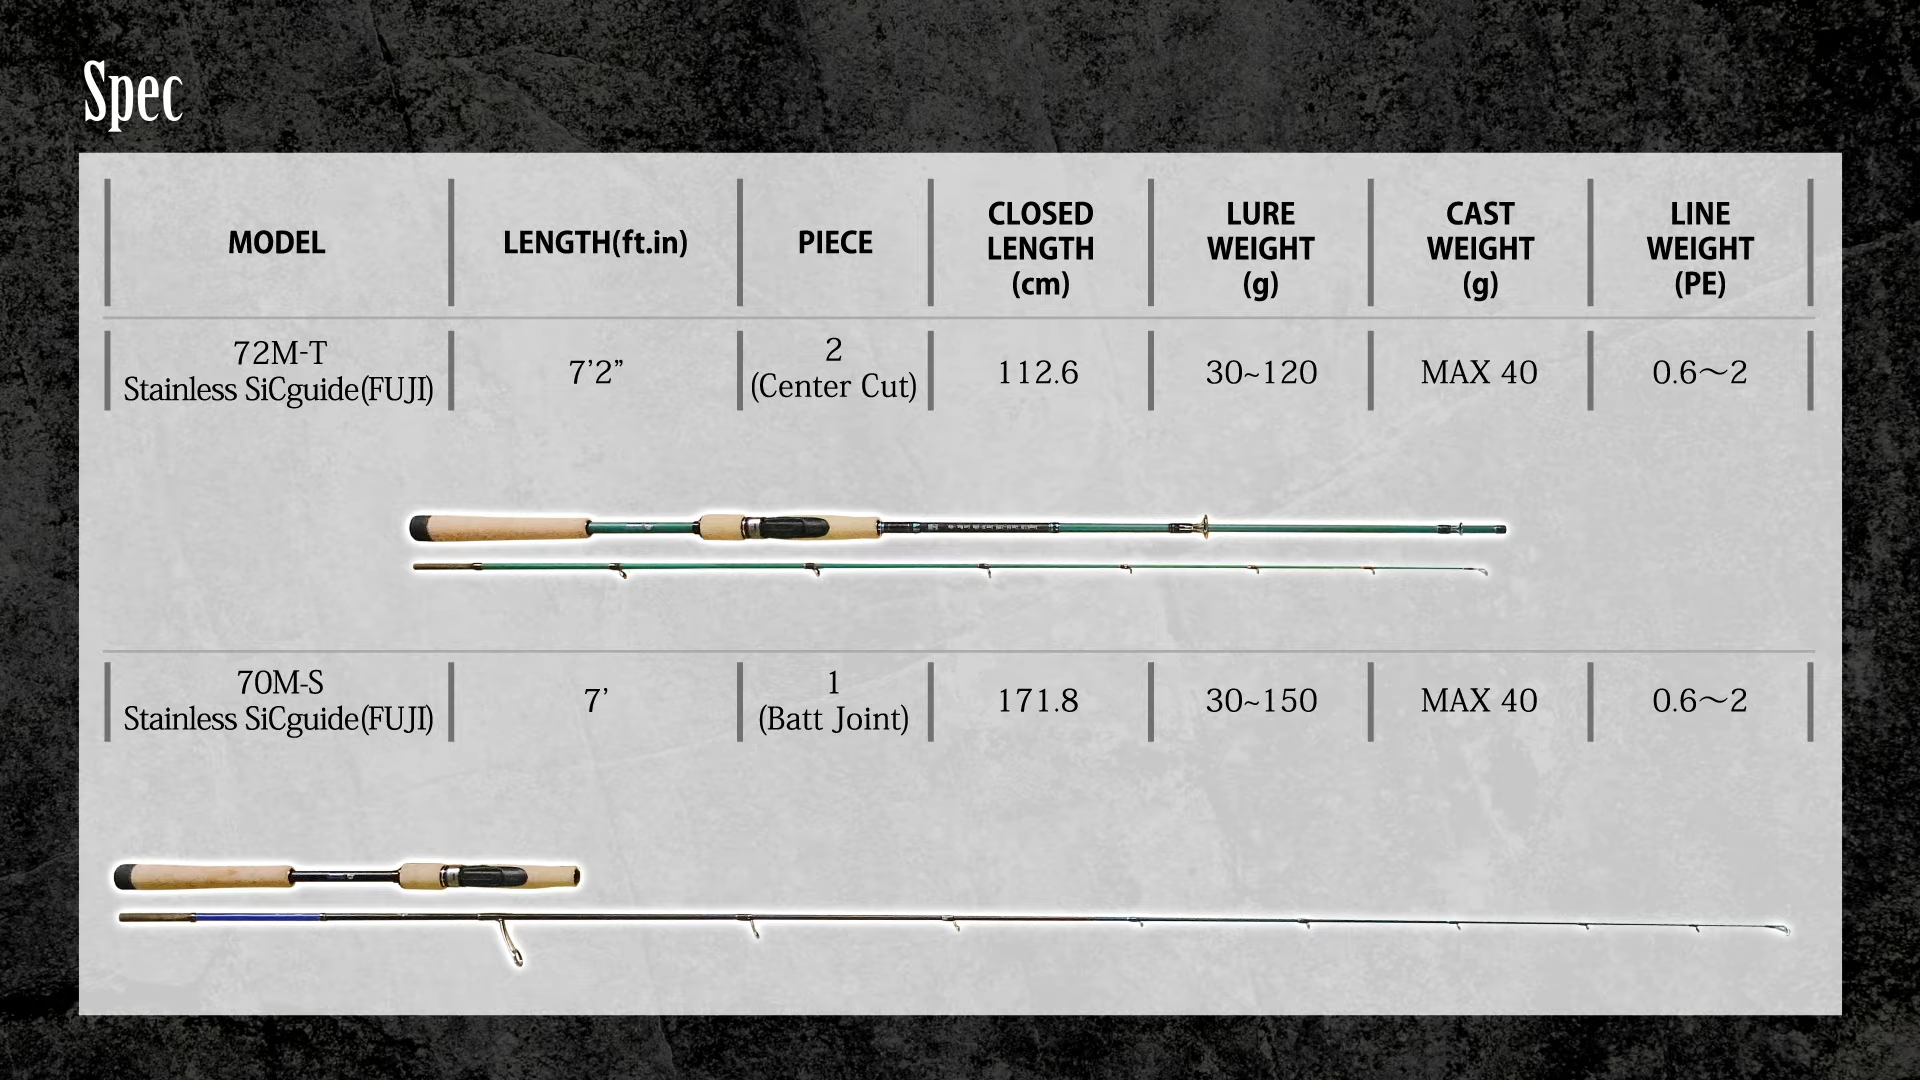 Spec
MODEL
LENGTH(ft.in)
PIECE
CLOSED
LENGTH
(cm)
LURE
WEIGHT
(g)
CAST
WEIGHT
(g)
LINE
WEIGHT
(PE)
72M-T
Stainless SiCguide(FUJI)
7’2”
2
(Center Cut)
112.6
30~120
MAX 40
0.6～2
70M-S
Stainless SiCguide(FUJI)
7’
1
(Batt Joint)
171.8
30~150
MAX 40
0.6～2